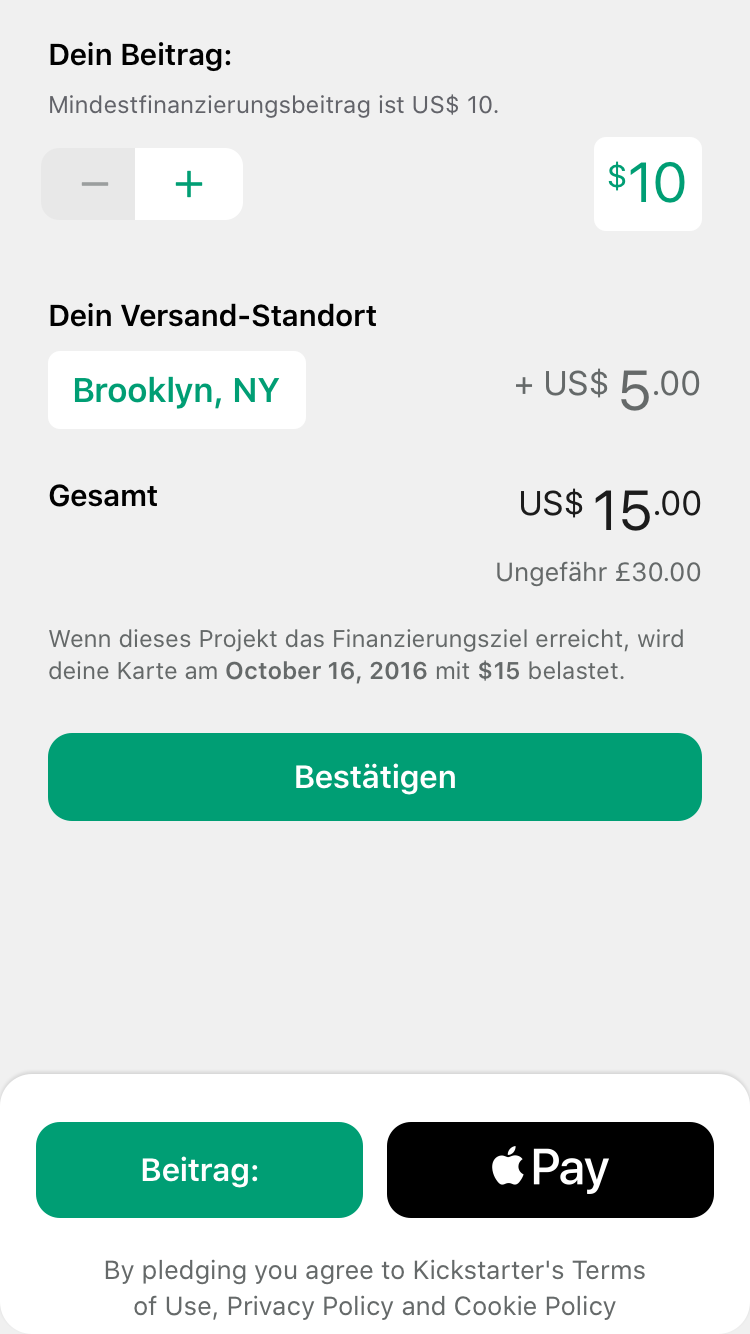 Dein Beitrag:
Mindestfinanzierungsbeitrag ist US$ 10.
− +
$10
Dein Versand-Standort
Brooklyn, NY
+ US$ 5.00
Gesamt
US$ 15.00
Ungefähr £30.00
Wenn dieses Projekt das Finanzierungsziel erreicht, wird
deine Karte am October 16, 2016 mit $15 belastet.
Bestätigen
Beitrag:
Pay
By pledging you agree to Kickstarter's Terms
of Use, Privacy Policy and Cookie Policy